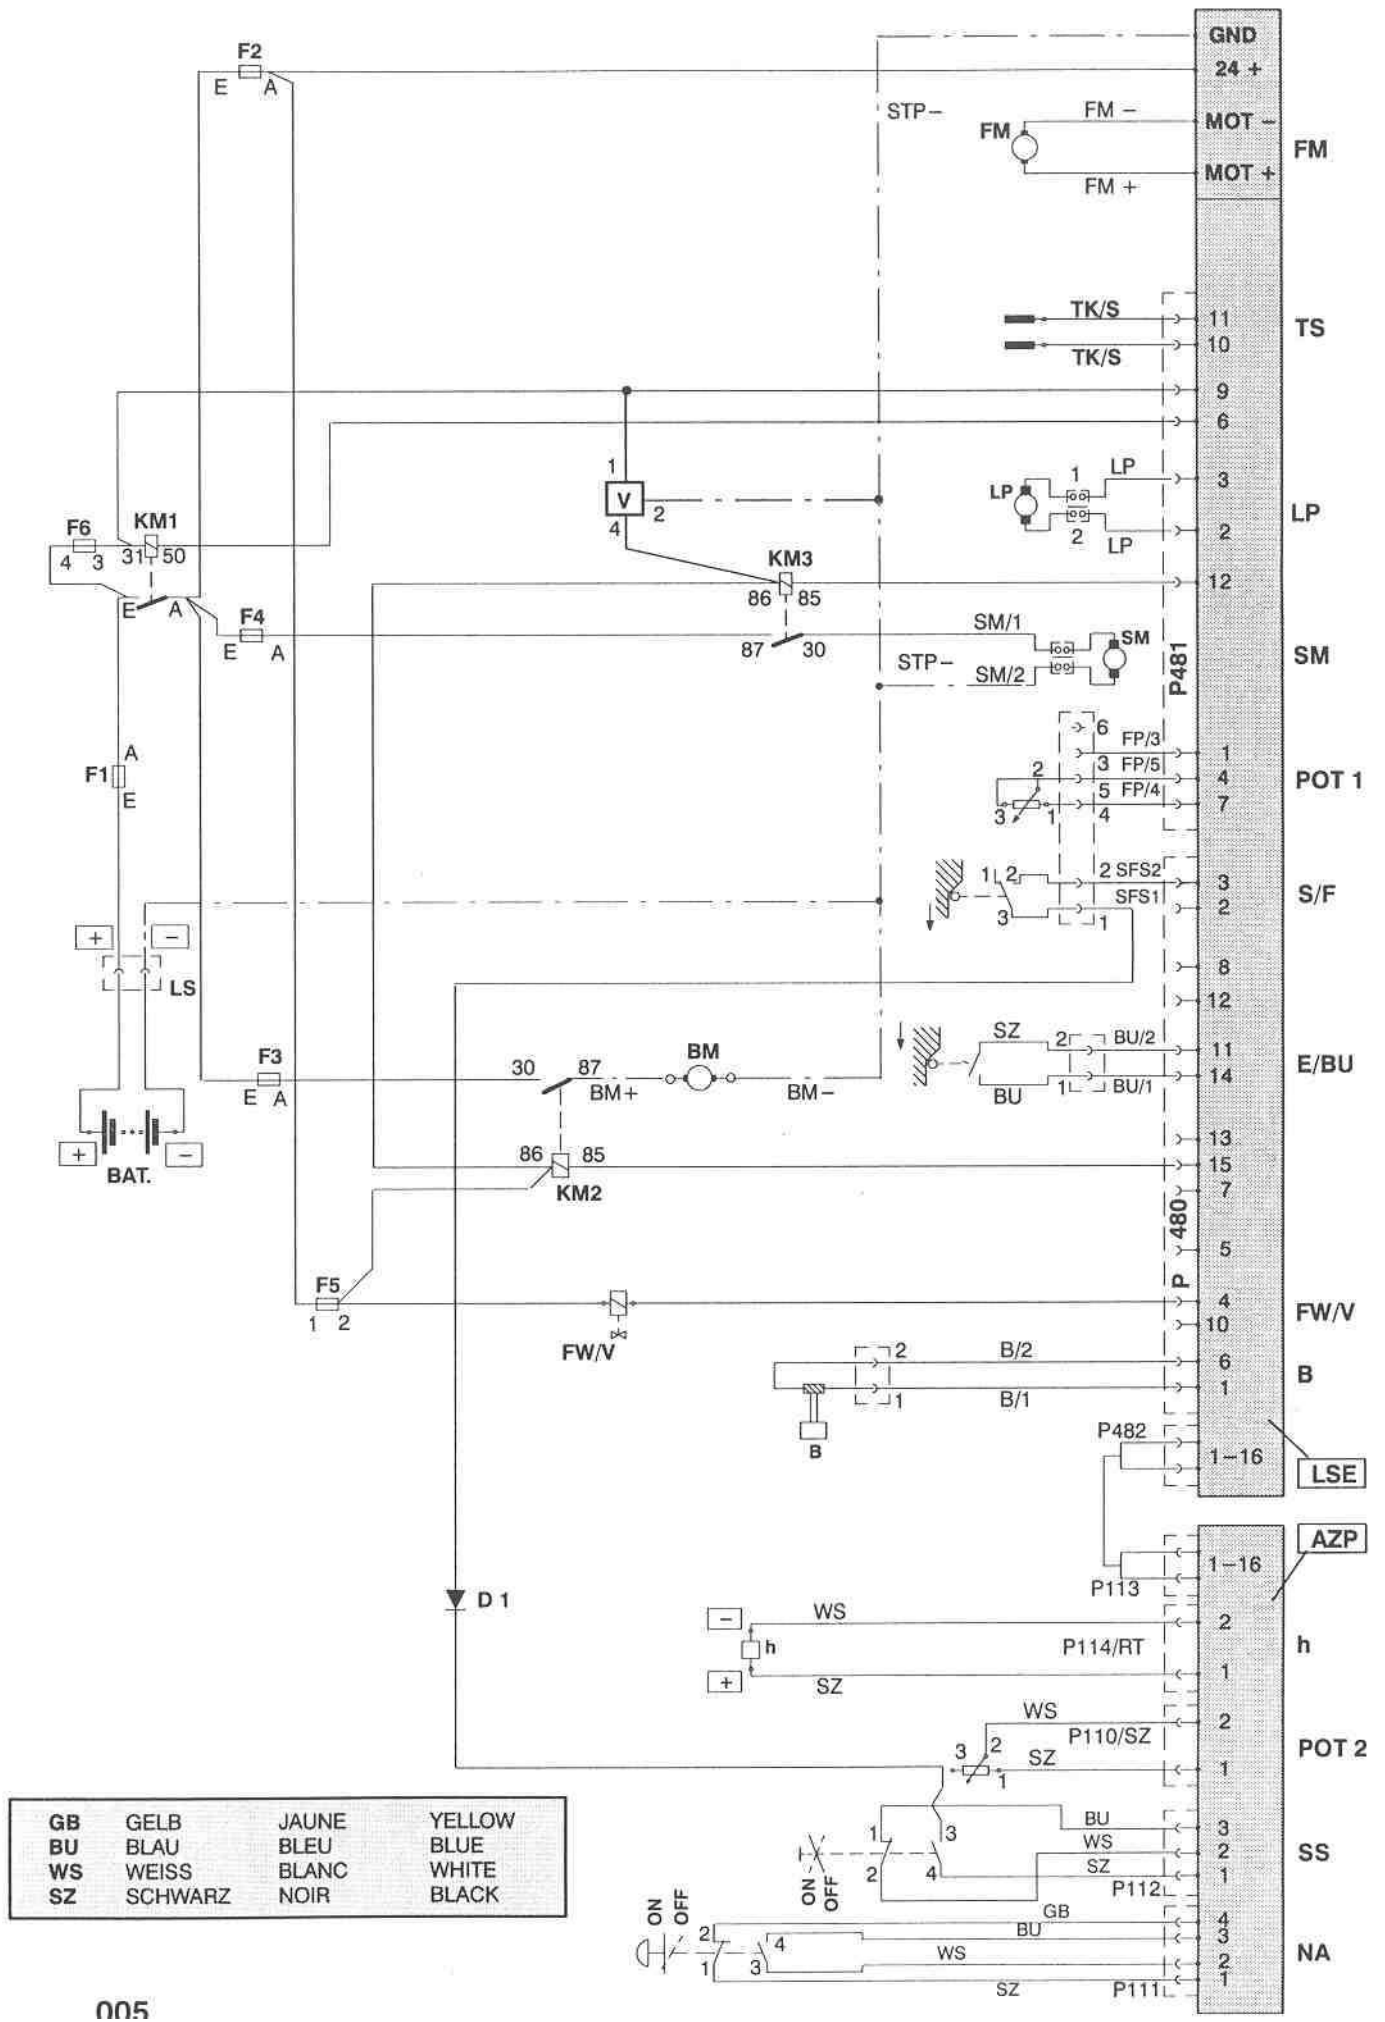 GND
F2
24 +
E A
STP−
FM −
FM
MOT −
FM
MOT +
FM +
TK/S
11
TS
10
TK/S
9
6
1
1 LP
3
V
2
LP
LP
F6
KM1
4
2
2
LP
4 3
31 50
KM3
86 85
12
E A
F4
SM/1
SM
E A
87 30
STP−
SM/2
SM
P481
6
FP/3
1
A
2
3 FP/5
4
POT 1
F1
5 FP/4
7
E
3 1
4
1 2
2 SFS2
3
S/F
SFS1
2
3
1
+ −
8
LS
12
SZ
2 BU/2
11
E/BU
F3
30 87
BM
14
E A
BM+
BM−
BU
1 BU/1
+ −
13
BAT.
86 85
15
KM2
7
P 480
5
F5
4
FW/V
1 2
10
FW/V
2
B/2
6
B
1
B/1
1
B
P482
1−16
LSE
AZP
1−16
P113
D 1
−
WS
2
h
P114/RT
h
+
SZ
1
WS
2
P110/SZ
3 2
SZ
POT 2
1
1
GB GELB JAUNE YELLOW
BU BLAU BLEU BLUE
WS WEISS BLANC WHITE
SZ SCHWARZ NOIR BLACK
BU
3
1 3
WS
2
SS
2 4
SZ
1
ON OFF
P112
ON OFF
GB
4
2 4
BU
3
WS
2
NA
1 3
SZ
P111
1
005